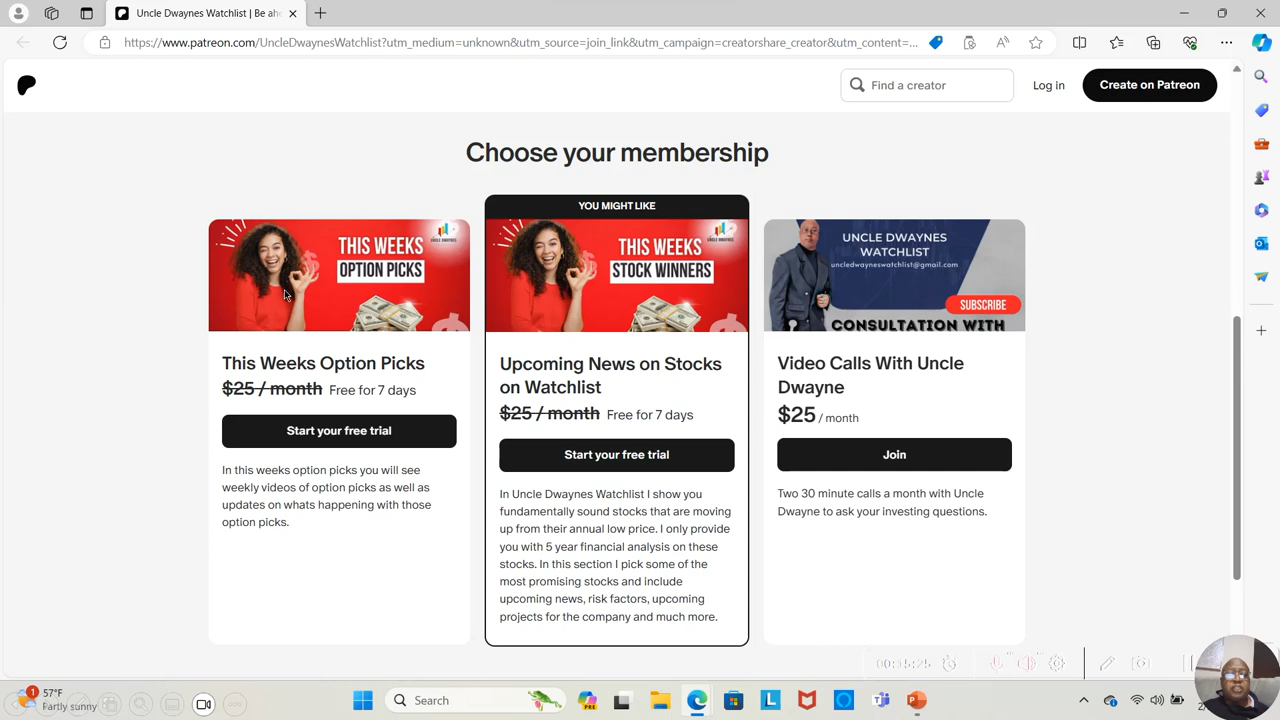 Uncle Dwaynes Watchlist | Be ahe
https://www.patreon.com/UncleDwaynesWatchlist?utm_medium=unknown&utm_source=join_link&utm_campaign=creatorshare_creator&utm_content=...
Find a creator
Log in
Create on Patreon
Choose your membership
THIS WEEKS
OPTION PICKS
UNCLE DWAYNES
This Weeks Option Picks
$25 / month Free for 7 days
Start your free trial
In this weeks option picks you will see
weekly videos of option picks as well as
updates on whats happening with those
option picks.
YOU MIGHT LIKE
THIS WEEKS
STOCK WINNERS
UNCLE DWAYNES
Upcoming News on Stocks
on Watchlist
$25 / month Free for 7 days
Start your free trial
In Uncle Dwaynes Watchlist I show you
fundamentally sound stocks that are moving
up from their annual low price. I only provide
you with 5 year financial analysis on these
stocks. In this section I pick some of the
most promising stocks and include
upcoming news, risk factors, upcoming
projects for the company and much more.
UNCLE DWAYNES
WATCHLIST
uncledwayneswatchlist@gmail.com
SUBSCRIBE
CONSULTATION WITH
Video Calls With Uncle
Dwayne
$25 / month
Join
Two 30 minute calls a month with Uncle
Dwayne to ask your investing questions.
1
57°F
Partly sunny
Search
PRE